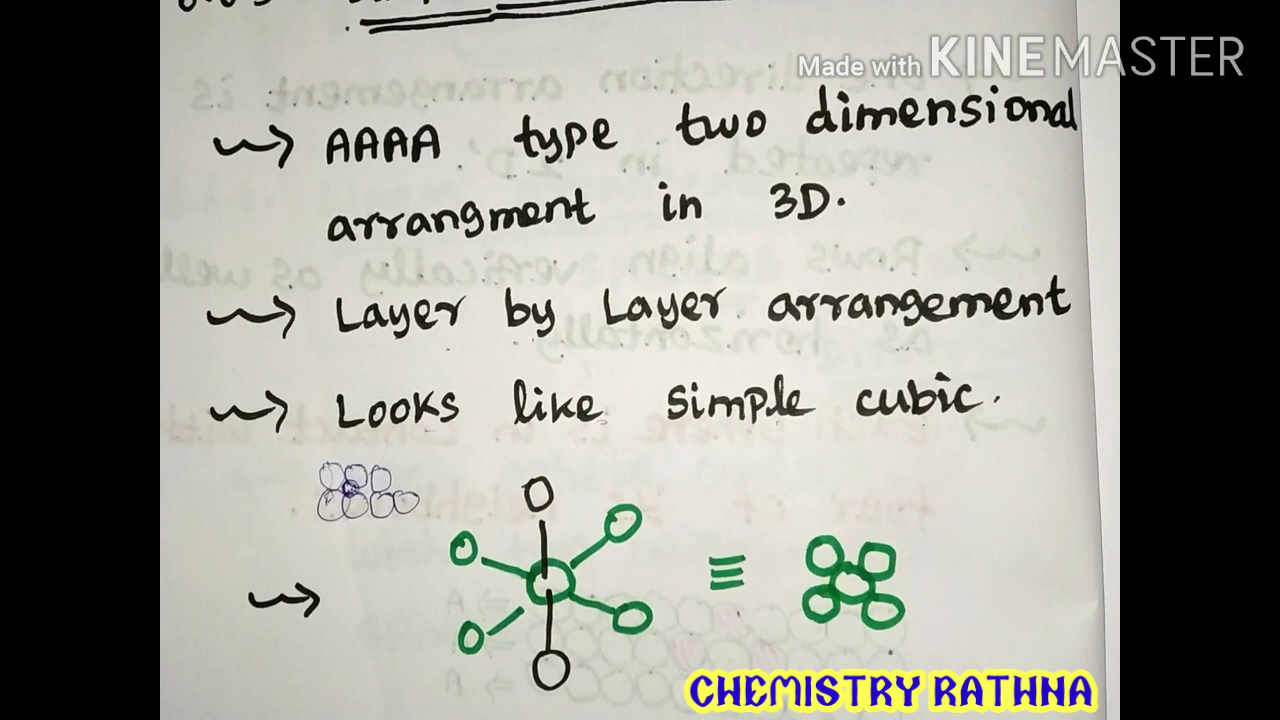 Made with KINEMASTER
AAAA type two dimensional
arrangment in 3D.
Layer by Layer arrangement
Looks like simple cubic.
CHEMISTRY RATHNA